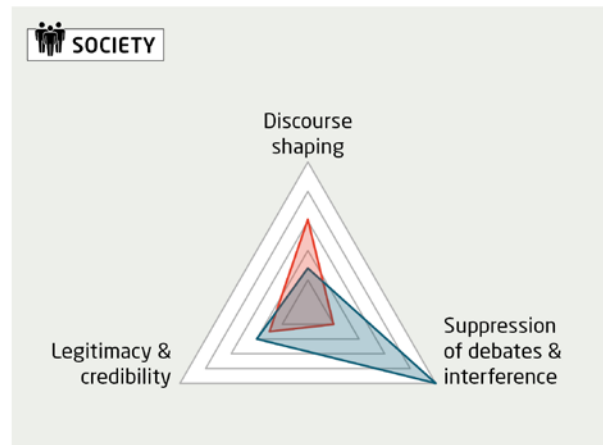 SOCIETY
Discourse
shaping
Legitimacy &
credibility
Suppression
of debates &
interference